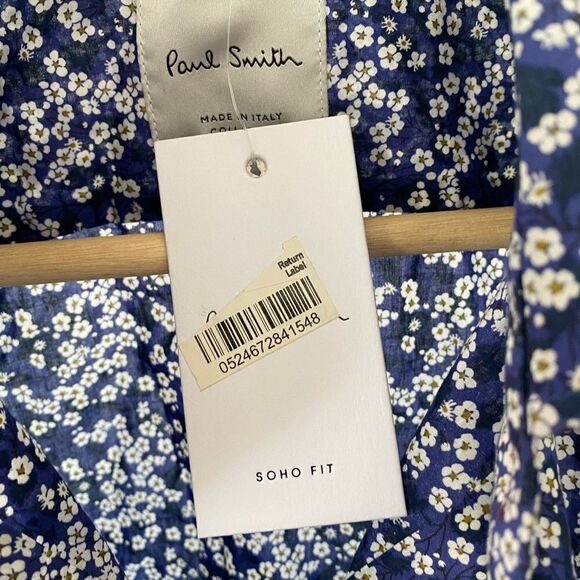 Paul Smith
MADE IN ITALY
Return
Label
0524672841548
SOHO FIT